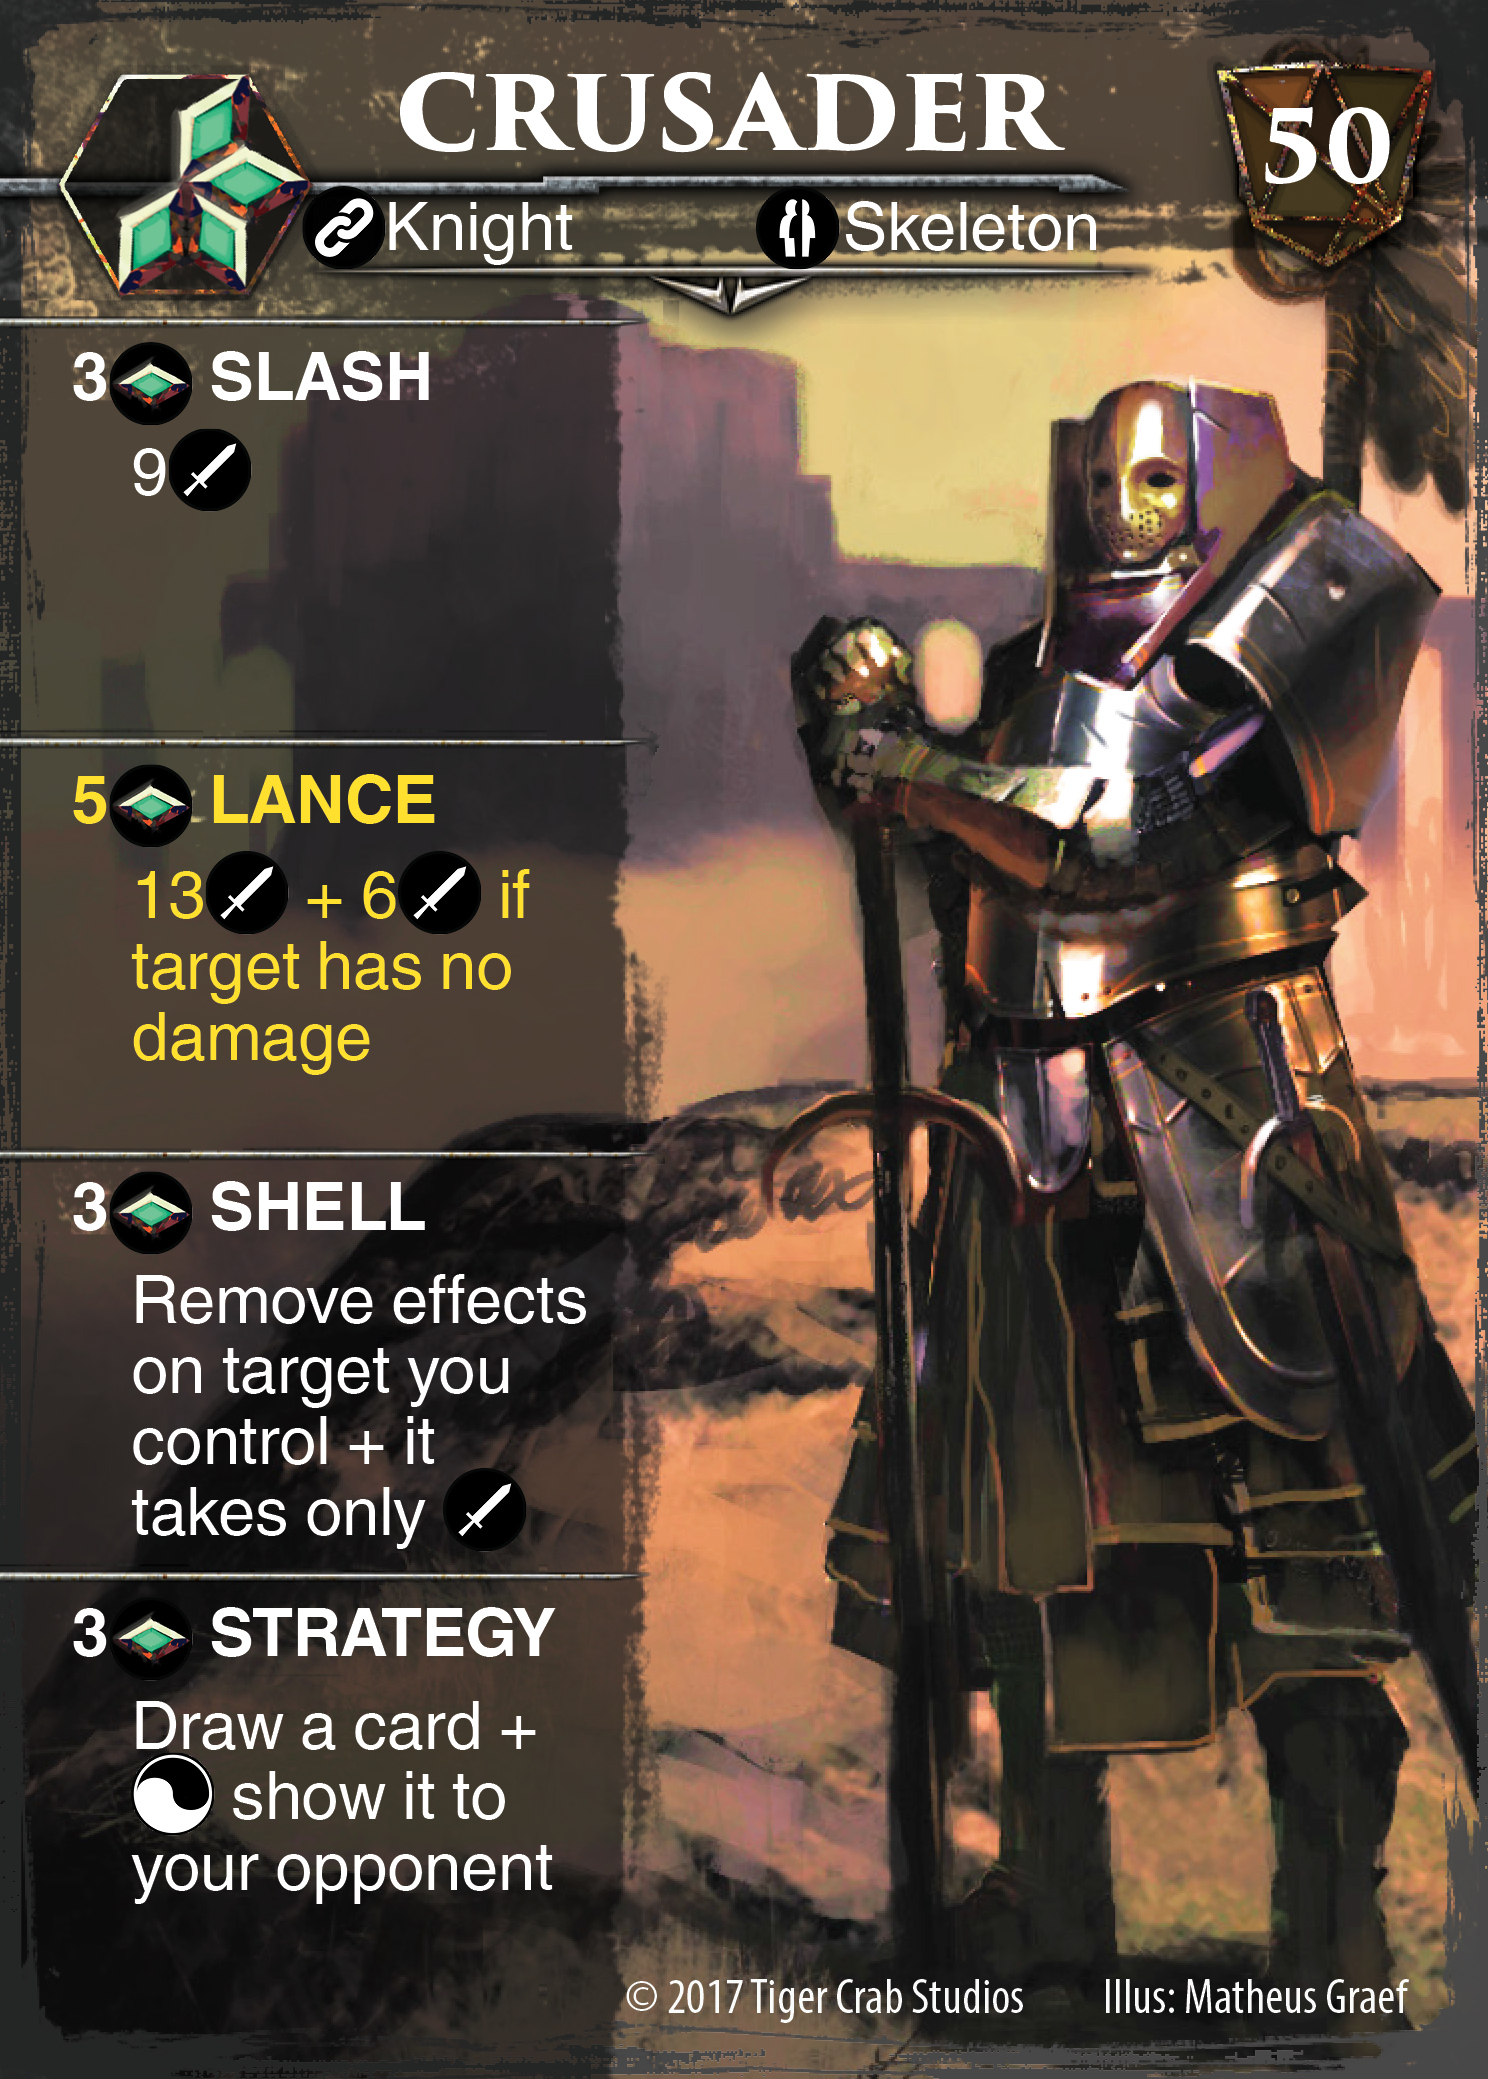 CRUSADER
50
Knight Skeleton
3 SLASH
9
5 LANCE
13 + 6 if
target has no
damage
3 SHELL
Remove effects
on target you
control + it
takes only
3 STRATEGY
Draw a card +
show it to
your opponent
© 2017 Tiger Crab Studios Illus: Matheus Graef